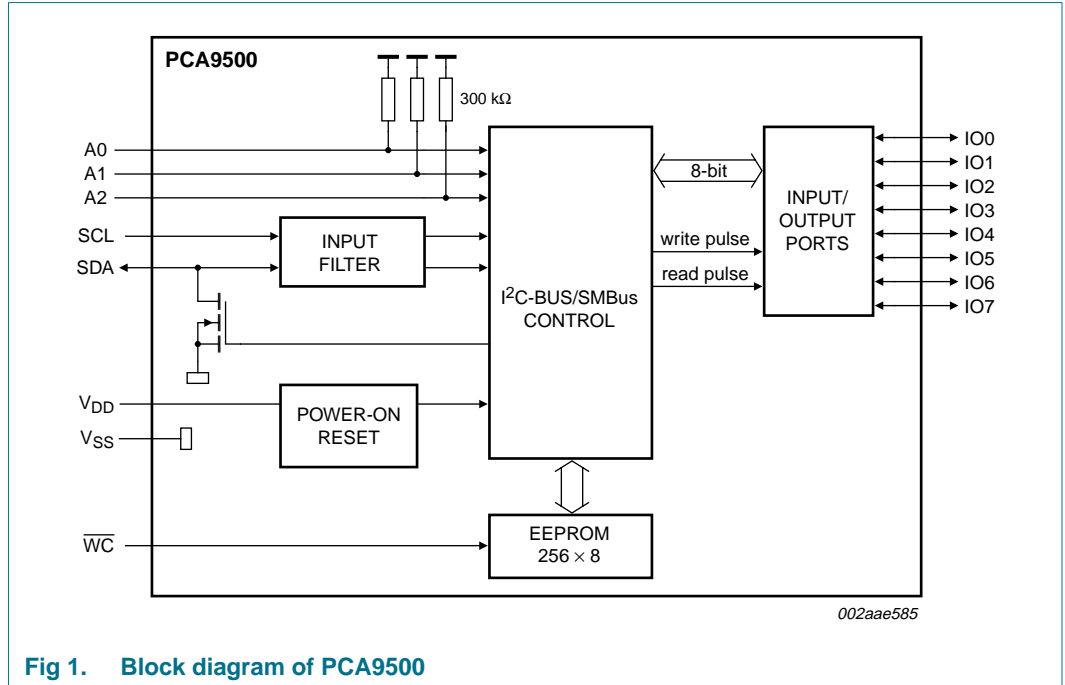 PCA9500
300 kΩ
A0
A1
A2
SCL
SDA
INPUT
FILTER
I²C-BUS/SMBus
CONTROL
8-bit
write pulse
read pulse
INPUT/
OUTPUT
PORTS
IO0
IO1
IO2
IO3
IO4
IO5
IO6
IO7
VDD
VSS
POWER-ON
RESET
WC
EEPROM
256 × 8
002aae585
Fig 1. Block diagram of PCA9500